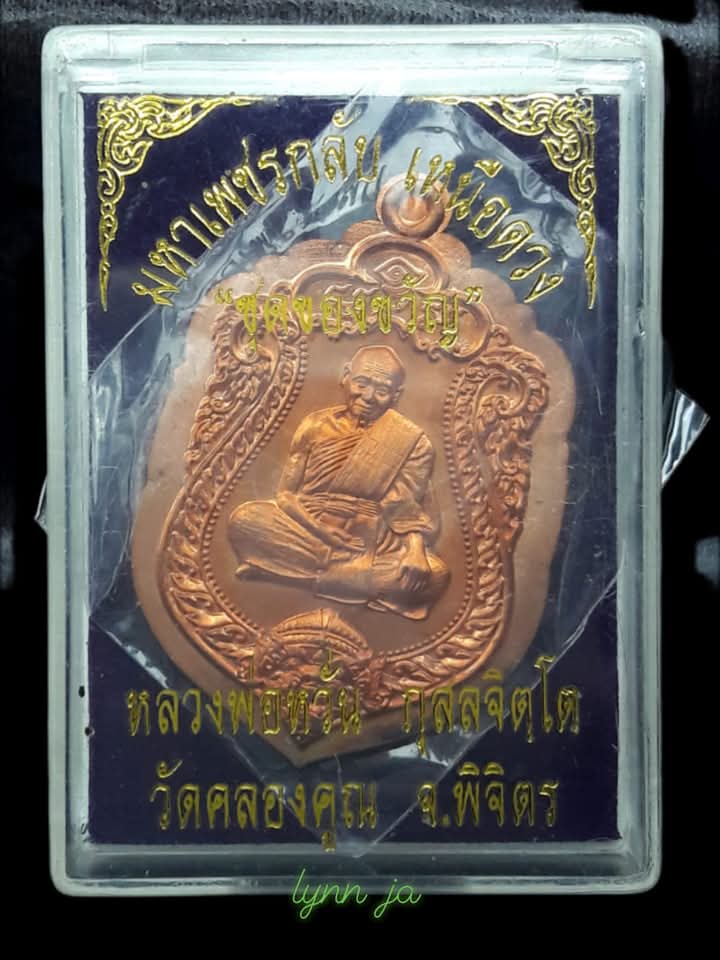 มหาเพชรกลับ เหนือดวง
“ชุดของขวัญ”
หลวงพ่อหวั่น กุสลจิตฺโต
วัดคลองคูณ จ.พิจิตร
lynn ja